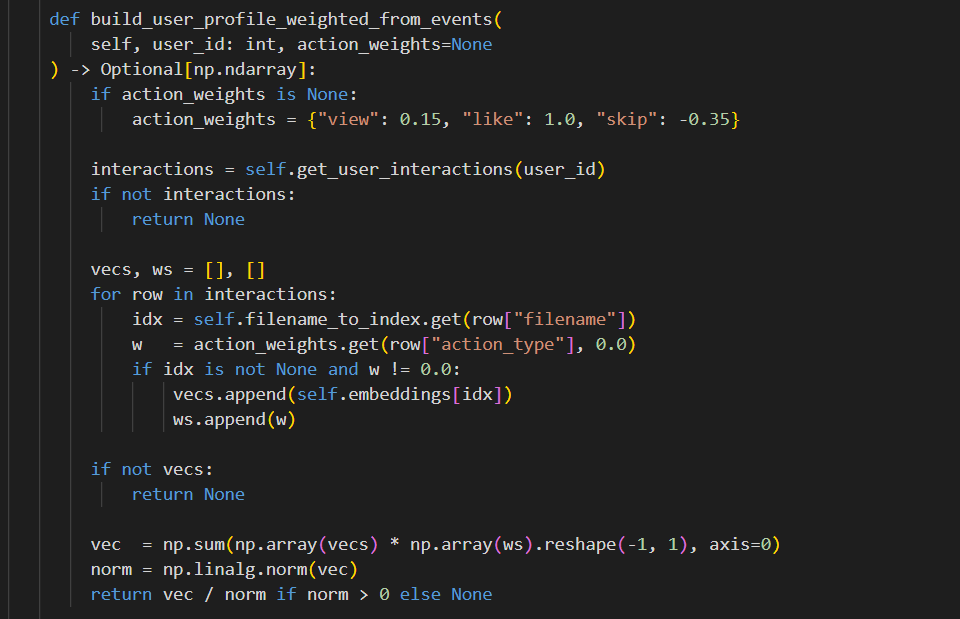 def build_user_profile_weighted_from_events(
    self, user_id: int, action_weights=None
) -> Optional[np.ndarray]:
    if action_weights is None:
        action_weights = {"view": 0.15, "like": 1.0, "skip": -0.35}

    interactions = self.get_user_interactions(user_id)
    if not interactions:
        return None

    vecs, ws = [], []
    for row in interactions:
        idx = self.filename_to_index.get(row["filename"])
        w   = action_weights.get(row["action_type"], 0.0)
        if idx is not None and w != 0.0:
            vecs.append(self.embeddings[idx])
            ws.append(w)

    if not vecs:
        return None

    vec  = np.sum(np.array(vecs) * np.array(ws).reshape(-1, 1), axis=0)
    norm = np.linalg.norm(vec)
    return vec / norm if norm > 0 else None